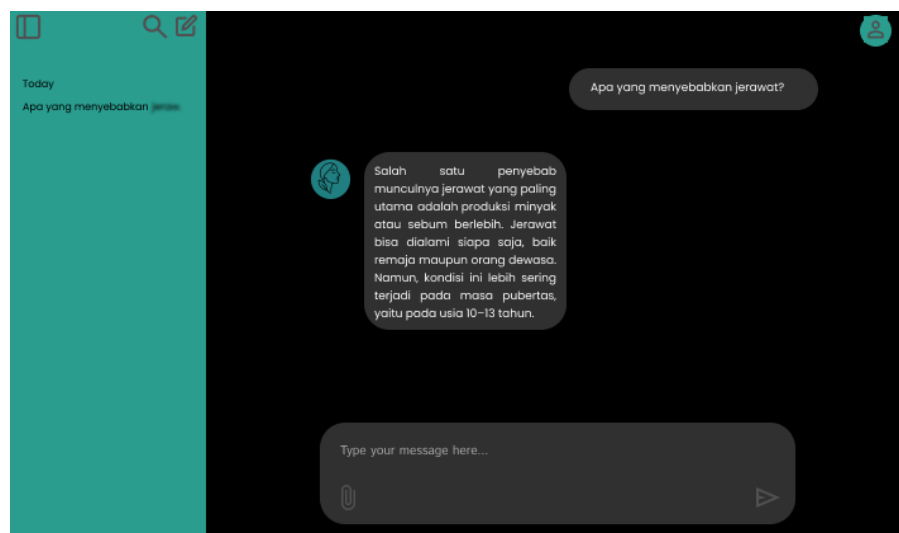 Today
Apa yang menyebabkan
Apa yang menyebabkan jerawat?
Salah satu penyebab
munculnya jerawat yang paling
utama adalah produksi minyak
atau sebum berlebih. Jerawat
bisa dialami siapa saja, baik
remaja maupun orang dewasa.
Namun, kondisi ini lebih sering
terjadi pada masa pubertas,
yaitu pada usia 10–13 tahun.
Type your message here...